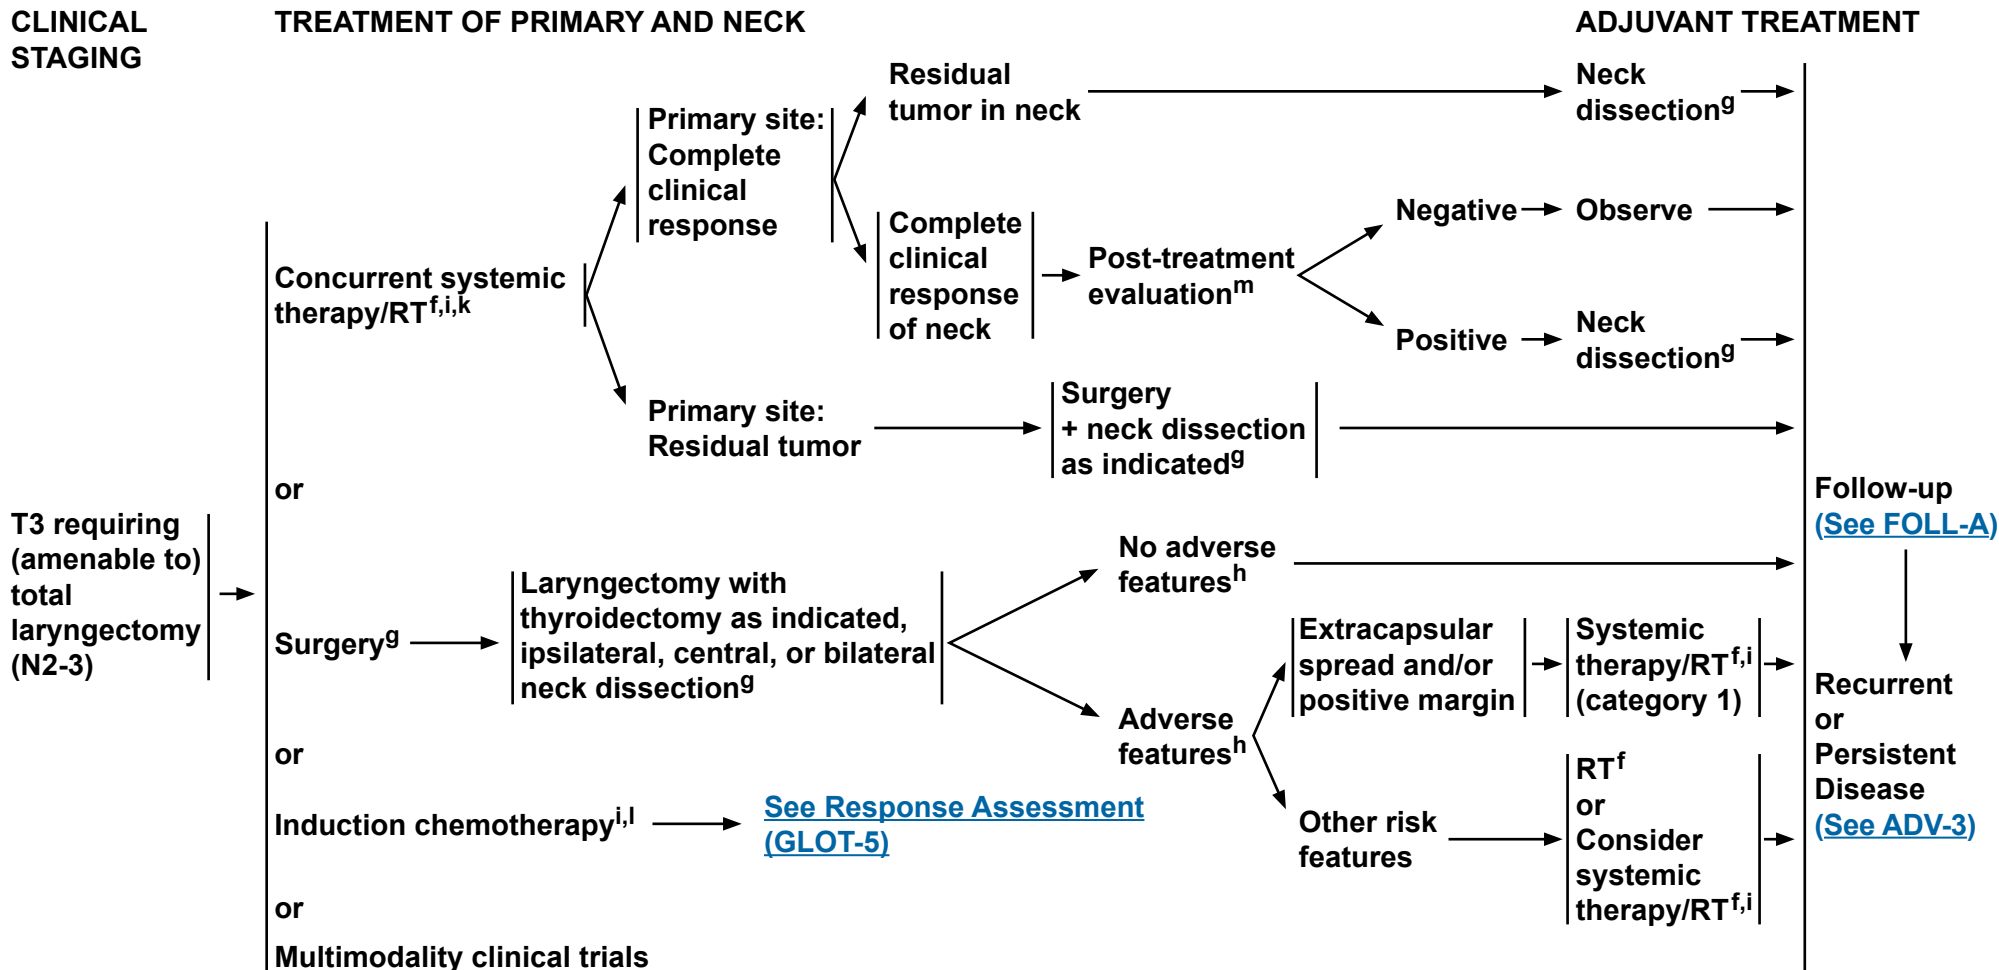 CLINICAL
STAGING
TREATMENT OF PRIMARY AND NECK
ADJUVANT TREATMENT
T3 requiring
(amenable to)
total
laryngectomy
(N2-3)
Concurrent systemic
therapy/RTf,i,k
Primary site:
Complete
clinical
response
Residual
tumor in neck
Neck
dissectiong
Complete
clinical
response
of neck
Post-treatment
evaluationm
Negative
Observe
Positive
Neck
dissectiong
Primary site:
Residual tumor
Surgery
+ neck dissection
as indicatedg
or
Surgeryg
Laryngectomy with
thyroidectomy as indicated,
ipsilateral, central, or bilateral
neck dissectiong
No adverse
featuresh
Adverse
featuresh
Extracapsular
spread and/or
positive margin
Systemic
therapy/RTf,i
(category 1)
Other risk
features
RTf
or
Consider
systemic
therapy/RTf,i
or
Induction chemotherapyi,l
See Response Assessment
(GLOT-5)
or
Multimodality clinical trials
Follow-up
(See FOLL-A)
Recurrent
or
Persistent
Disease
(See ADV-3)